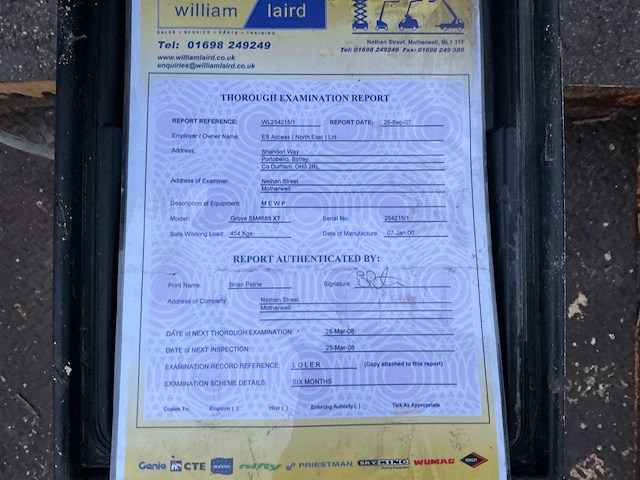 william laird
SALES • SERVICE • PARTS • TRAINING
Tel: 01698 249249
www.williamlaird.co.uk
enquiries@williamlaird.co.uk
Nathan Street, Motherwell, ML1 3TF
Tel: 01698 249249 Fax: 01698 249 385
THOROUGH EXAMINATION REPORT
REPORT REFERENCE: WL254215/1 REPORT DATE: 25-Sep-07
Employer / Owner Name: ES Access ( North East ) Ltd
Address: Shandon Way
Portobello, Birtley
Co Durham, DH3 2RL
Address of Examiner: Nathan Street
Motherwell
Description of Equipment: M E W P
Model: Grove SM4688 XT Serial No: 254215/1
Safe Working Load: 454 Kgs Date of Manufacture: 07-Jan-00
REPORT AUTHENTICATED BY:
Print Name: Brian Petrie Signature:
Address of Company: Nathan Street
Motherwell
DATE of NEXT THOROUGH EXAMINATION: 25-Mar-08
DATE of NEXT INSPECTION: 25-Mar-08
EXAMINATION RECORD REFERENCE: L O L E R (Copy attached to this report)
EXAMINATION SCHEME DETAILS: SIX MONTHS
Copies To: Employer (. ) Hirer (. ) Enforcing Authority (. ) Tick As Appropriate
Genie CTE nifty PRIESTMAN SKYKING WUMAG